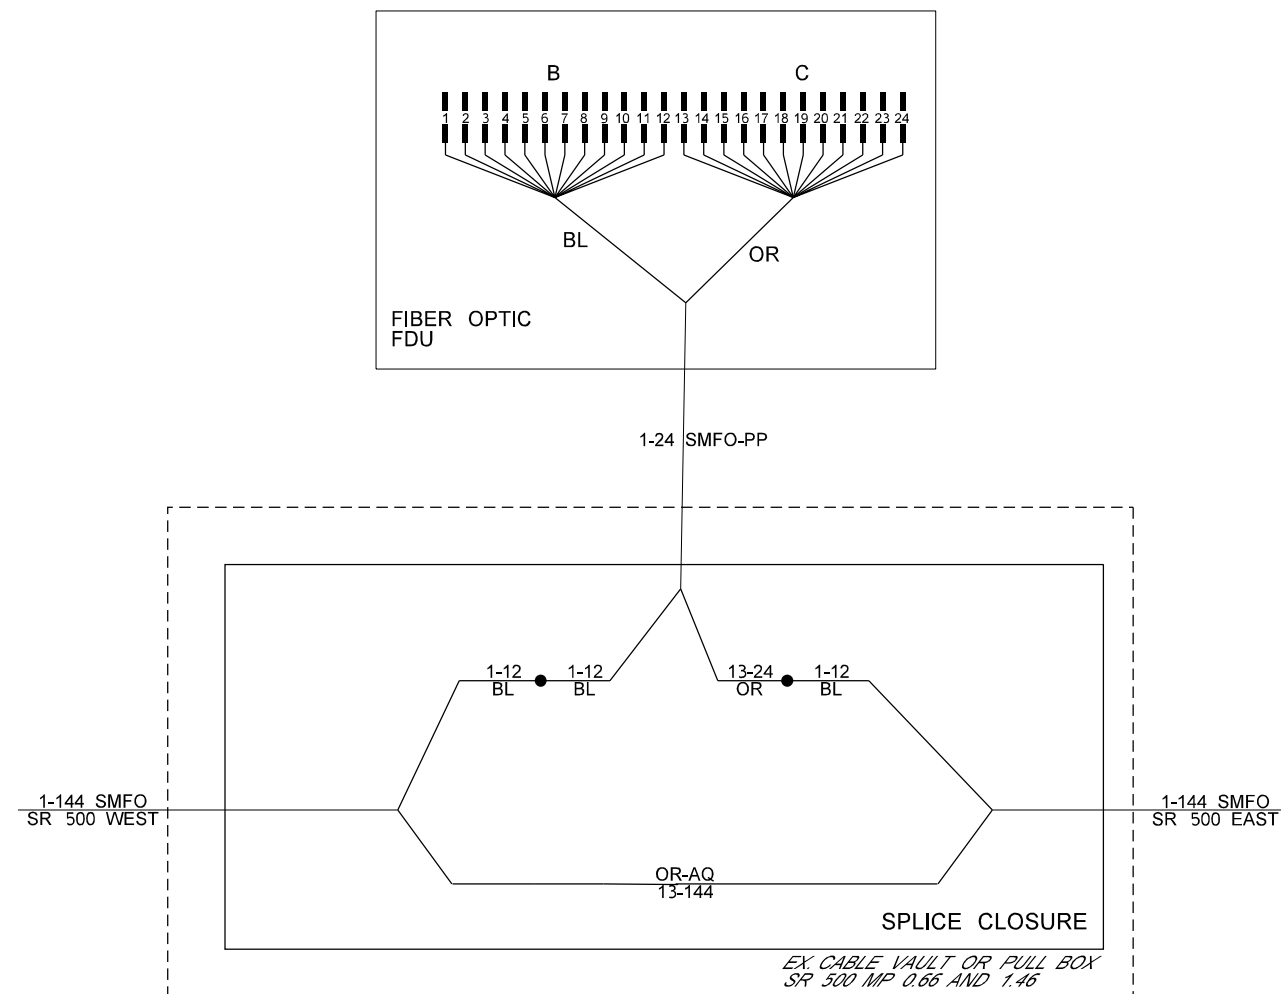 B C
1 2 3 4 5 6 7 8 9 10 11 12 13 14 15 16 17 18 19 20 21 22 23 24
BL
OR
FIBER OPTIC
FDU
1-24 SMFO-PP
1-12 1-12 13-24 1-12
BL BL OR BL
1-144 SMFO
SR 500 WEST
1-144 SMFO
SR 500 EAST
OR-AQ
13-144
SPLICE CLOSURE
EX. CABLE VAULT OR PULL BOX
SR 500 MP 0.66 AND 1.46